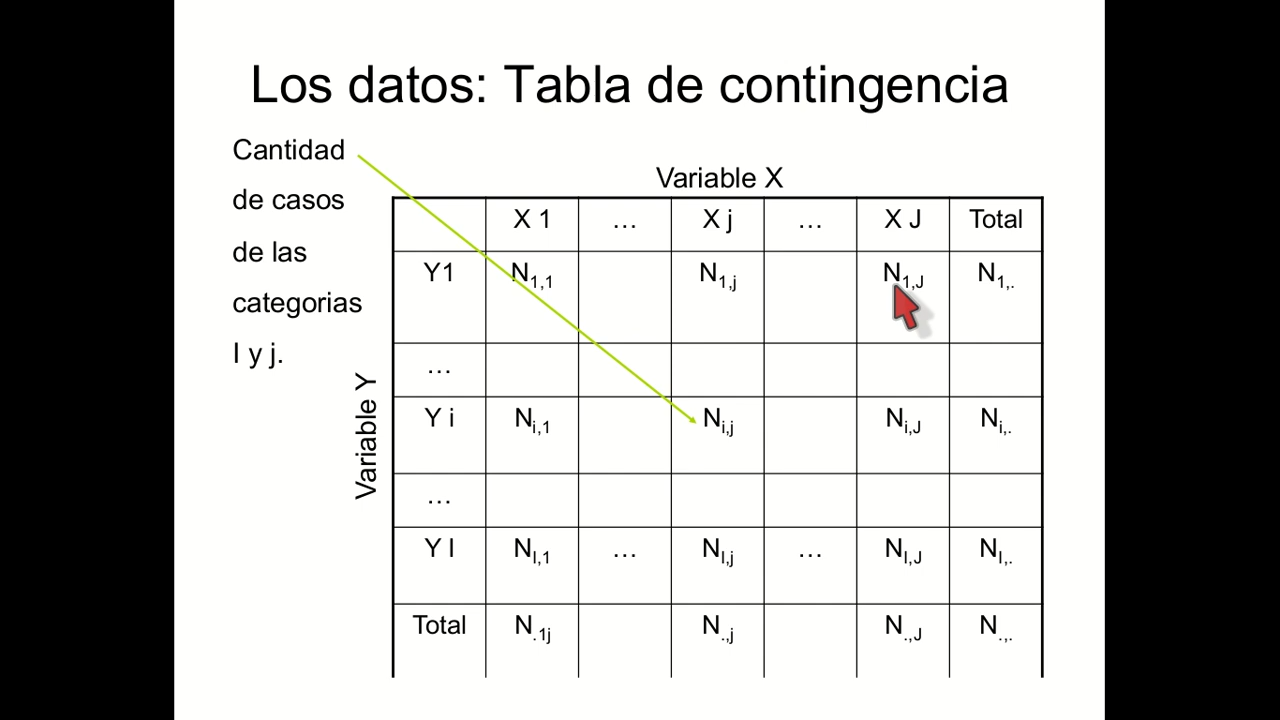 Los datos: Tabla de contingencia
Cantidad
de casos
de las
categorias
I y j.
Variable X
Variable Y
X 1 … X j … X J Total
Y1 N1,1 N1,j N1,J N1,.
…
Y i Ni,1 Ni,j Ni,J Ni,.
…
Y I NI,1 … NI,j … NI,J NI,.
Total N.1j N.,j N.,J N.,.